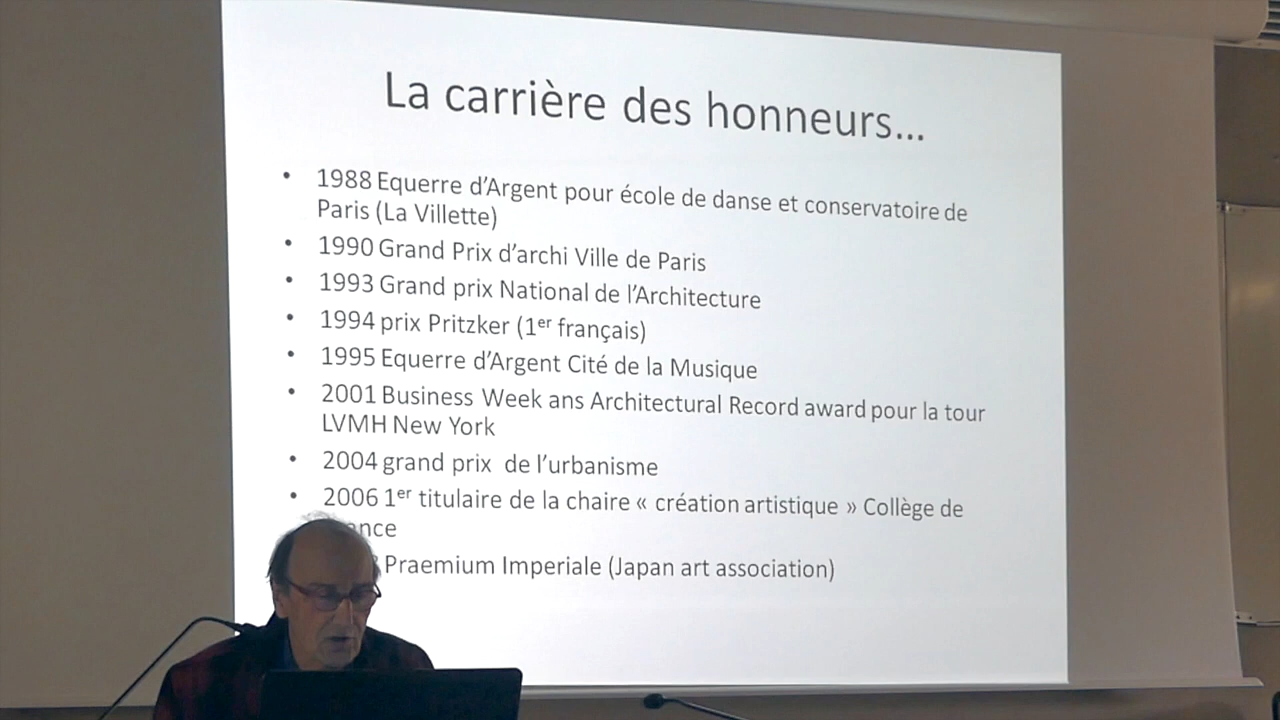 La carrière des honneurs...
• 1988 Equerre d'Argent pour école de danse et conservatoire de
Paris (La Villette)
• 1990 Grand Prix d'archi Ville de Paris
• 1993 Grand prix National de l'Architecture
• 1994 prix Pritzker (1er français)
• 1995 Equerre d'Argent Cité de la Musique
• 2001 Business Week ans Architectural Record award pour la tour
LVMH New York
• 2004 grand prix de l'urbanisme
• 2006 1er titulaire de la chaire « création artistique » Collège de
Praemium Imperiale (Japan art association)